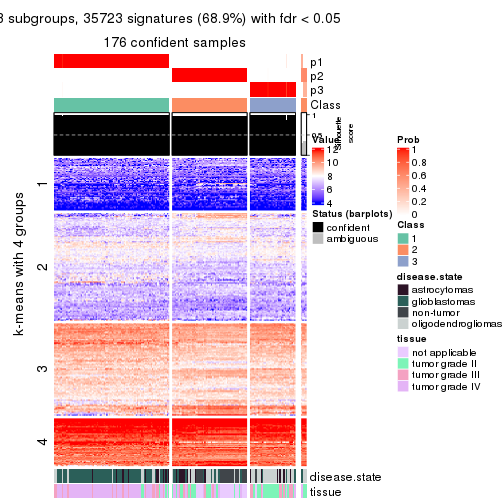 3 subgroups, 35723 signatures (68.9%) with fdr < 0.05
176 confident samples
p1
p2
p3
Class
1
Silhouette
score
k-means with 4 groups
1
2
3
4
disease.state
tissue
Value
12
10
8
6
4
Status (barplots)
confident
ambiguous
Prob
1
0.8
0.6
0.4
0.2
0
Class
1
2
3
disease.state
astrocytomas
glioblastomas
non-tumor
oligodendrogliomas
tissue
not applicable
tumor grade II
tumor grade III
tumor grade IV